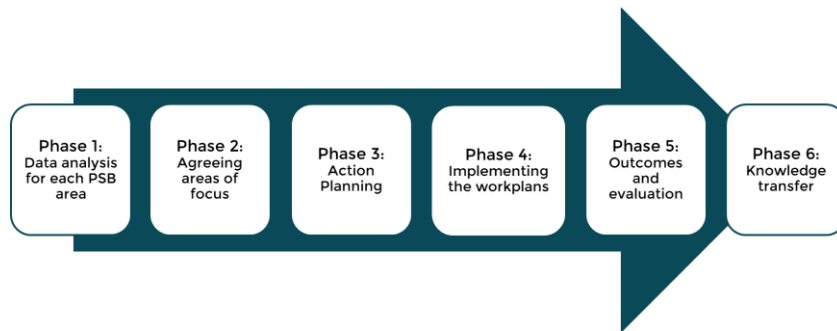 Phase 1:
Data analysis
for each PSB
area
Phase 2:
Agreeing
areas of
focus
Phase 3:
Action
Planning
Phase 4:
Implementing
the workplans
Phase 5:
Outcomes
and
evaluation
Phase 6:
Knowledge
transfer